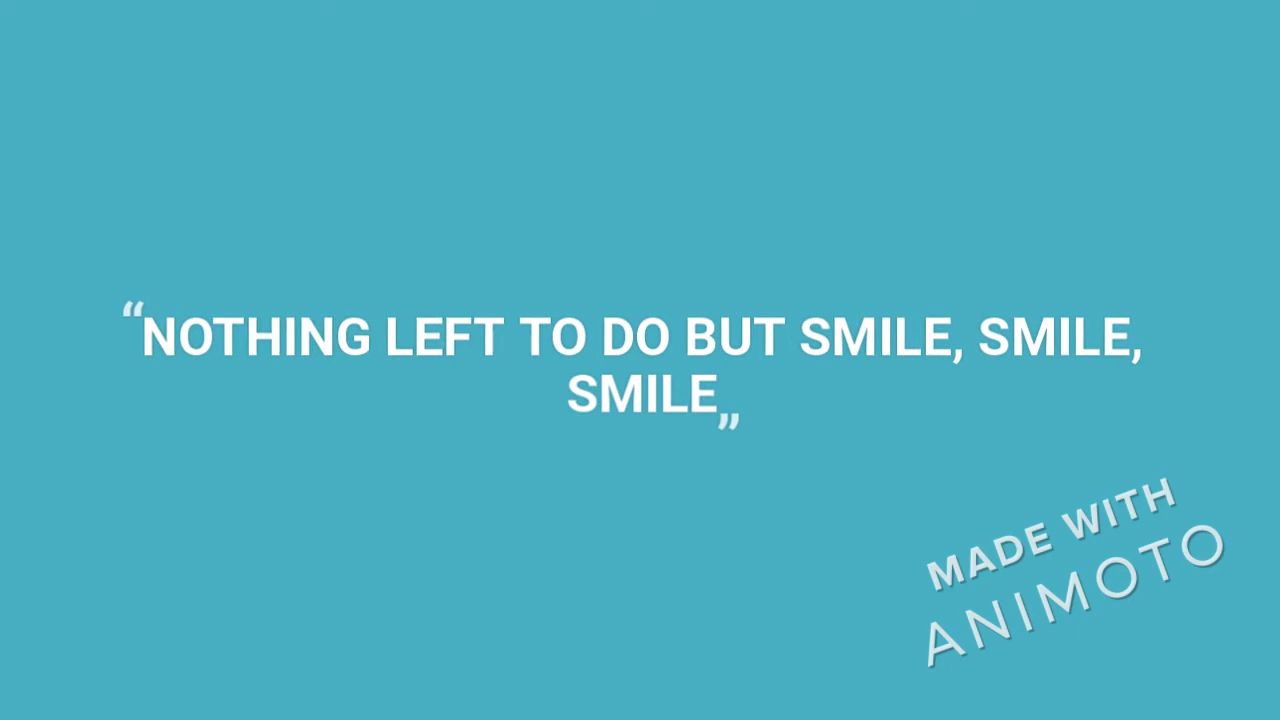 “NOTHING LEFT TO DO BUT SMILE, SMILE,
SMILE”
MADE WITH
ANIMOTO